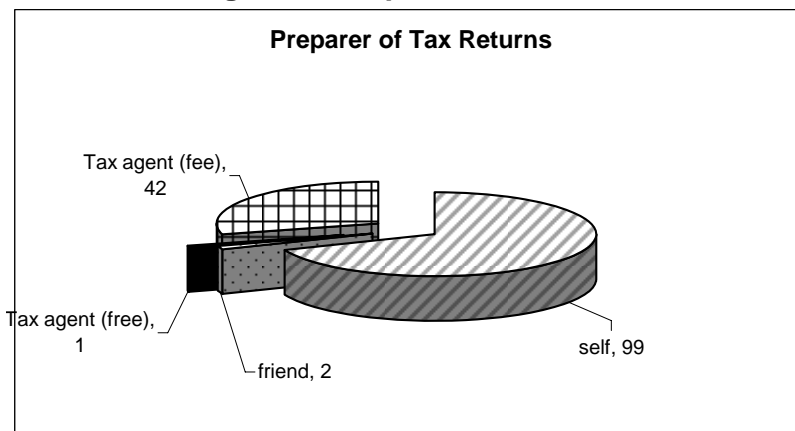 Preparer of Tax Returns
Tax agent (fee),
42
Tax agent (free),
1
friend, 2
self, 99